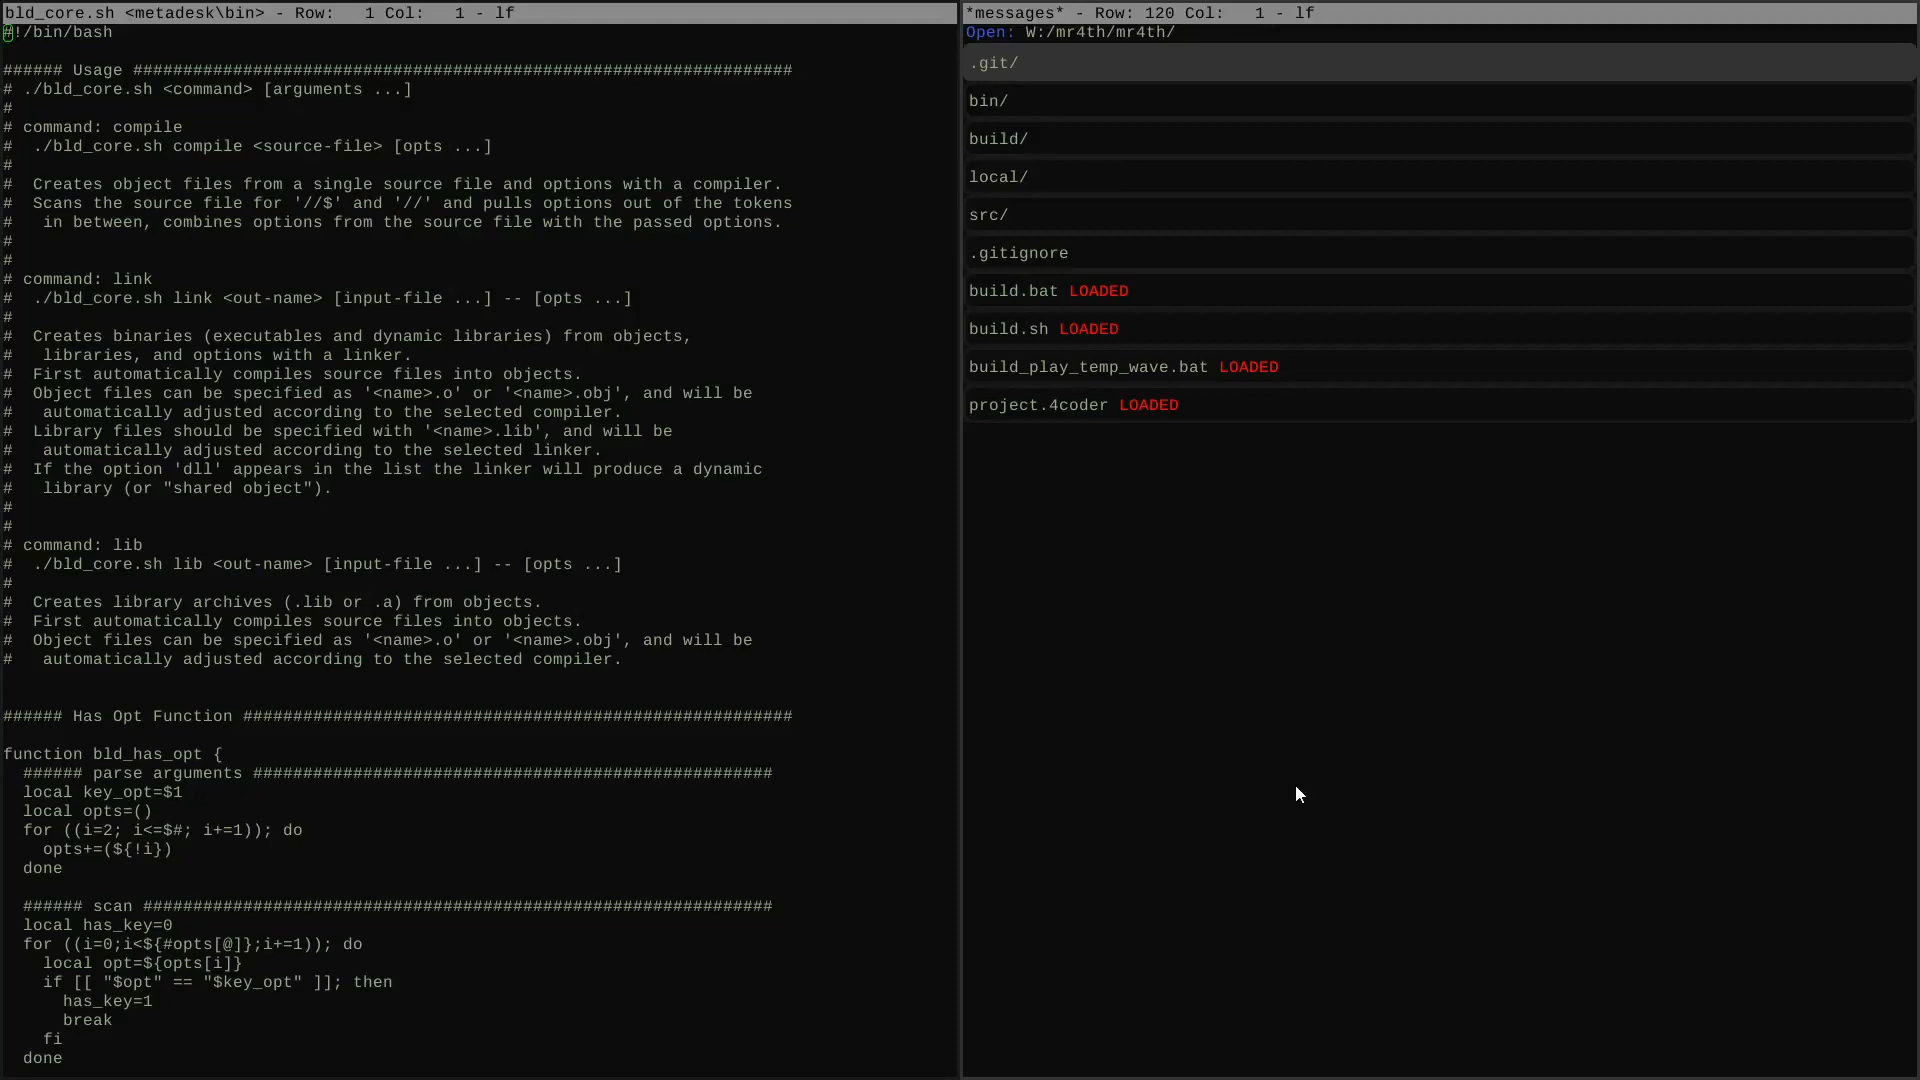 bld_core.sh <metadesk\bin> - Row:   1 Col:   1 - lf
#!/bin/bash
###### Usage ##################################################################
# ./bld_core.sh <command> [arguments ...]
#
# command: compile
#  ./bld_core.sh compile <source-file> [opts ...]
#
#  Creates object files from a single source file and options with a compiler.
#  Scans the source file for '//$' and '//' and pulls options out of the tokens
#   in between, combines options from the source file with the passed options.
#
#
# command: link
#  ./bld_core.sh link <out-name> [input-file ...] -- [opts ...]
#
#  Creates binaries (executables and dynamic libraries) from objects,
#   libraries, and options with a linker.
#  First automatically compiles source files into objects.
#  Object files can be specified as '<name>.o' or '<name>.obj', and will be
#   automatically adjusted according to the selected compiler.
#  Library files should be specified with '<name>.lib', and will be
#   automatically adjusted according to the selected linker.
#  If the option 'dll' appears in the list the linker will produce a dynamic
#   library (or "shared object").
#
#
# command: lib
#  ./bld_core.sh lib <out-name> [input-file ...] -- [opts ...]
#
#  Creates library archives (.lib or .a) from objects.
#  First automatically compiles source files into objects.
#  Object files can be specified as '<name>.o' or '<name>.obj', and will be
#   automatically adjusted according to the selected compiler.
###### Has Opt Function #######################################################
function bld_has_opt {
  ###### parse arguments ####################################################
  local key_opt=$1
  local opts=()
  for ((i=2; i<=$#; i+=1)); do
    opts+=(${!i})
  done
  ###### scan ###############################################################
  local has_key=0
  for ((i=0;i<${#opts[@]};i+=1)); do
    local opt=${opts[i]}
    if [[ "$opt" == "$key_opt" ]]; then
      has_key=1
      break
    fi
  done
*messages* - Row: 120 Col:   1 - lf
Open: W:/mr4th/mr4th/
.git/
bin/
build/
local/
src/
.gitignore
build.bat LOADED
build.sh LOADED
build_play_temp_wave.bat LOADED
project.4coder LOADED